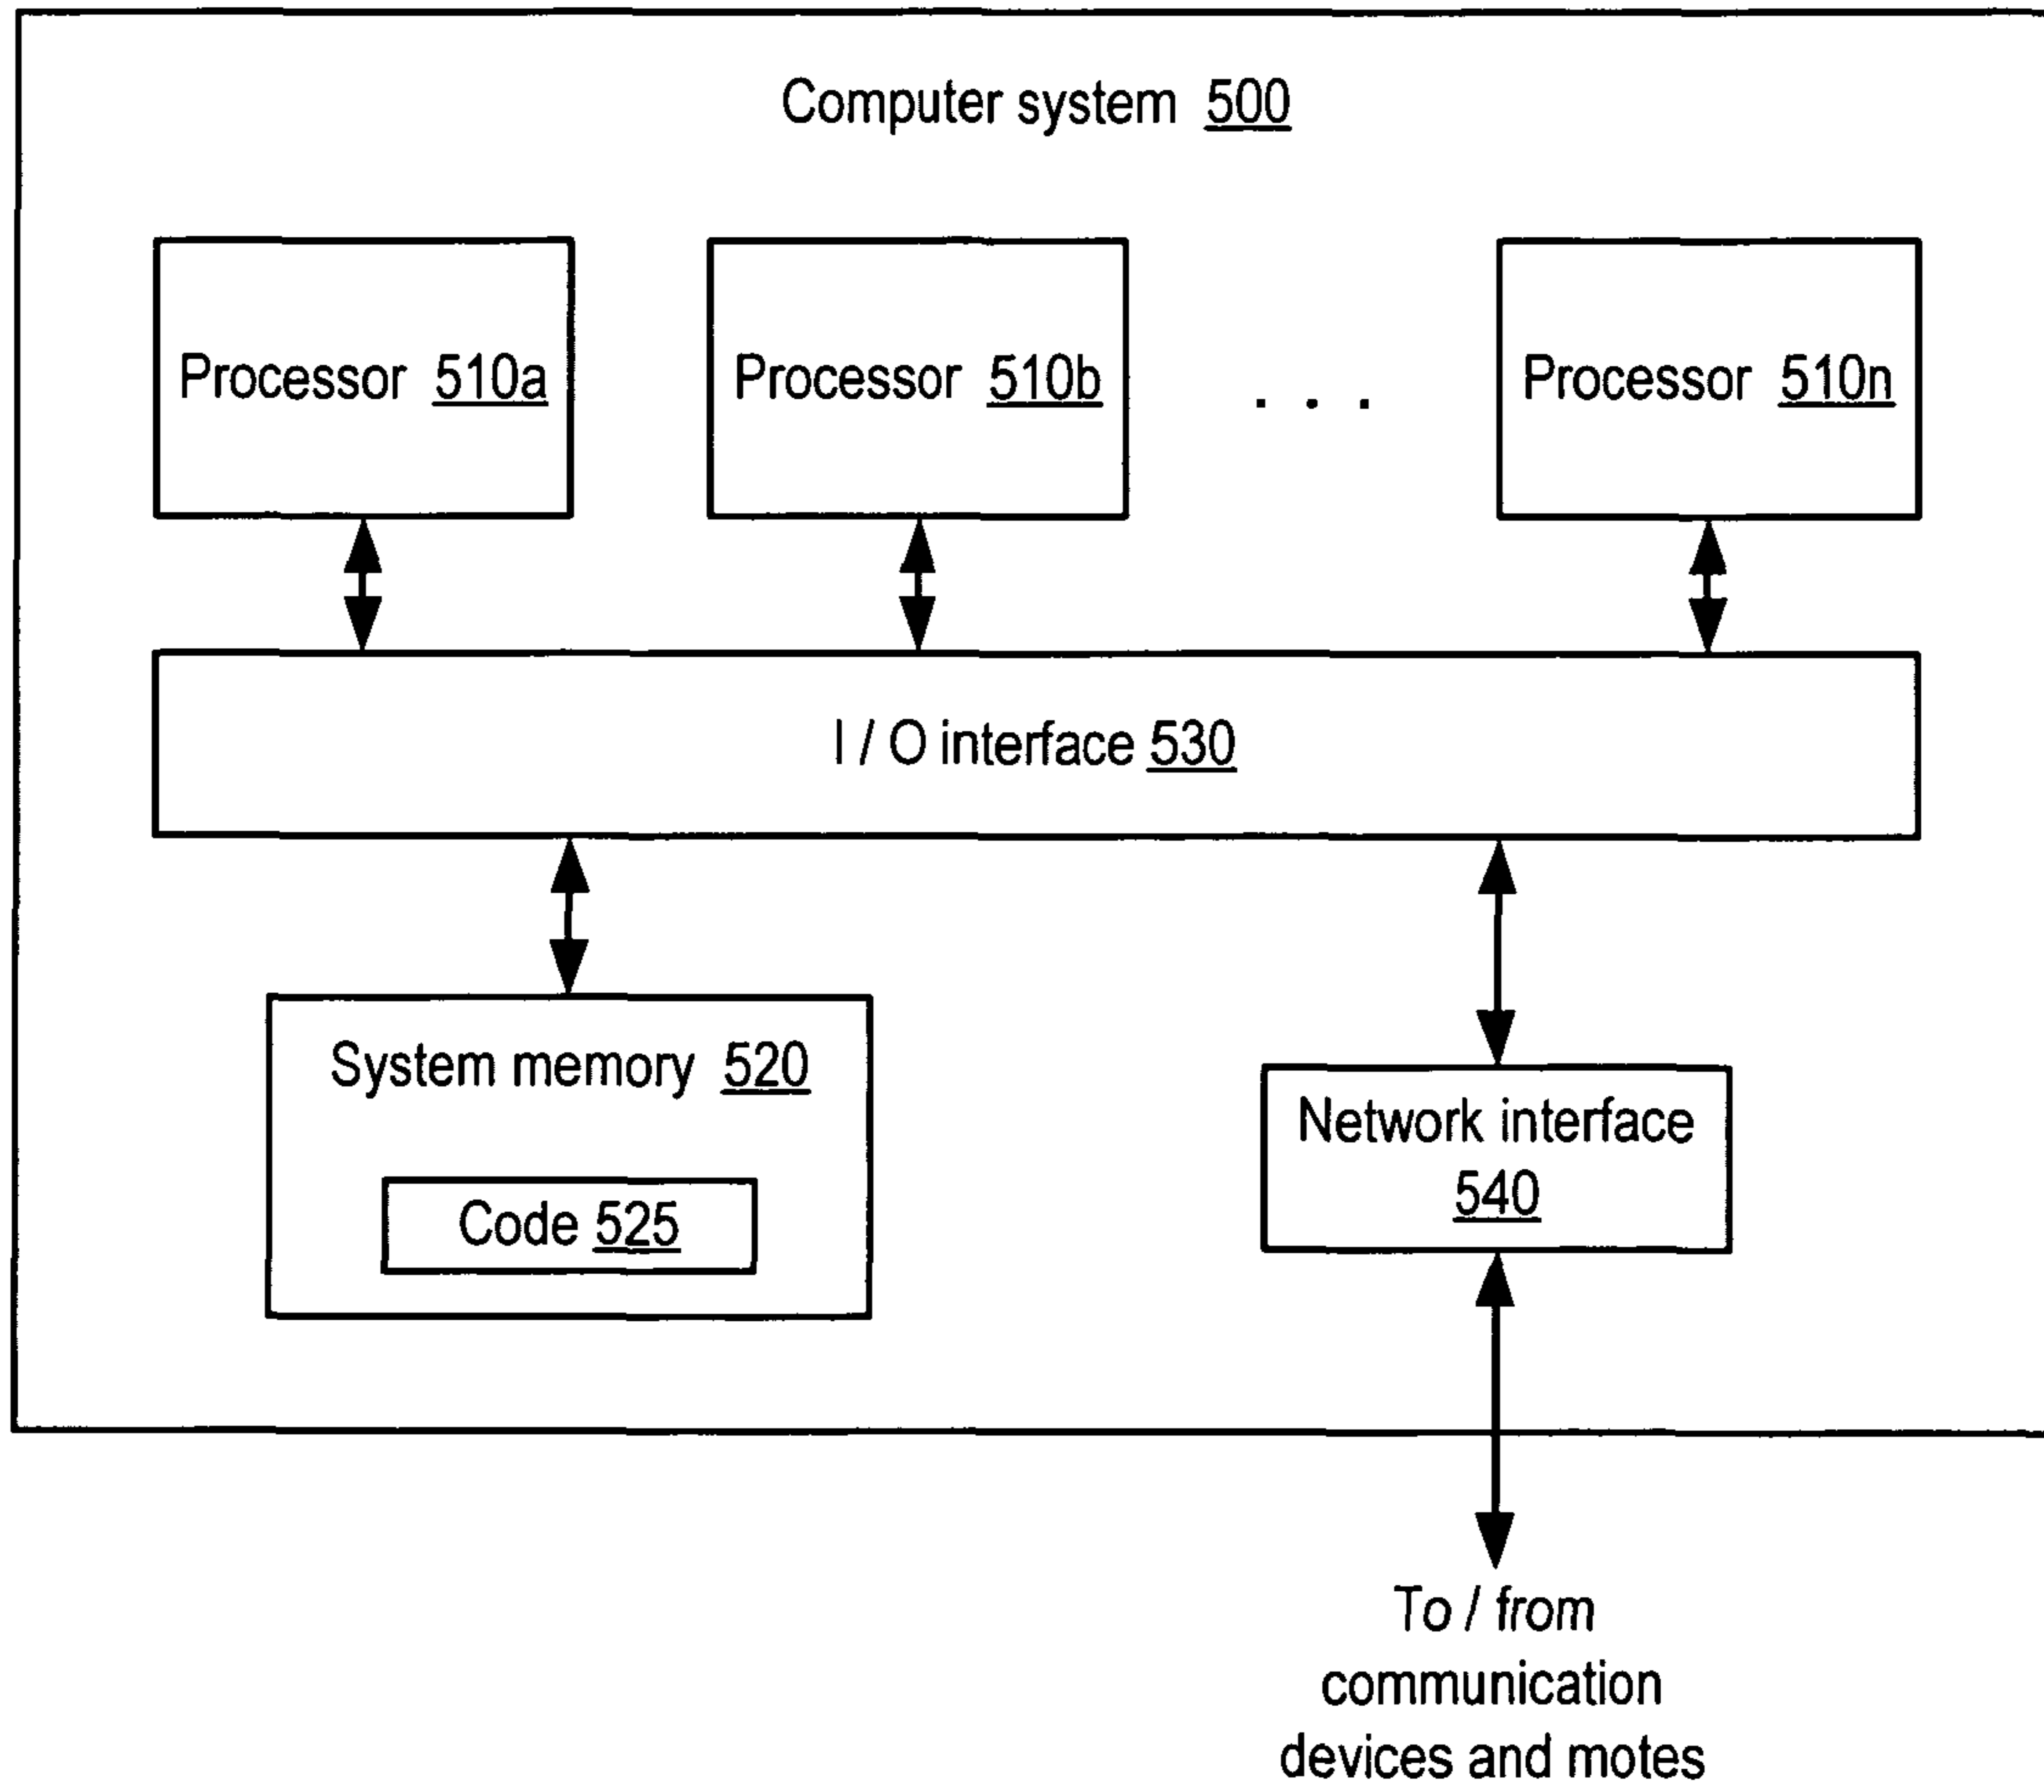 Computer system 500
Processor 510a
Processor 510b
. . .
Processor 510n
I / O interface 530
System memory 520
Code 525
Network interface
540
To / from
communication
devices and motes